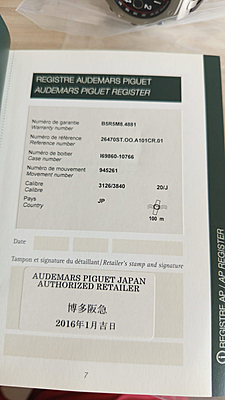 REGISTRE AUDEMARS PIGUET
AUDEMARS PIGUET REGISTER
Numéro de garantie
Warranty number
B5R5M8.4881
Numéro de référence
Reference number
26470ST.OO.A101CR.01
Numéro de boîtier
Case number
I69860-10766
Numéro de mouvement
Movement number
945261
Calibre
Calibre
3126/3840 20/J
Pays
Country
JP
100 m
Date
Tampon et signature du détaillant / Retailer's stamp and signature
AUDEMARS PIGUET JAPAN
AUTHORIZED RETAILER
博多阪急
2016年1月吉日
7
REGISTRE AP / AP REGISTER